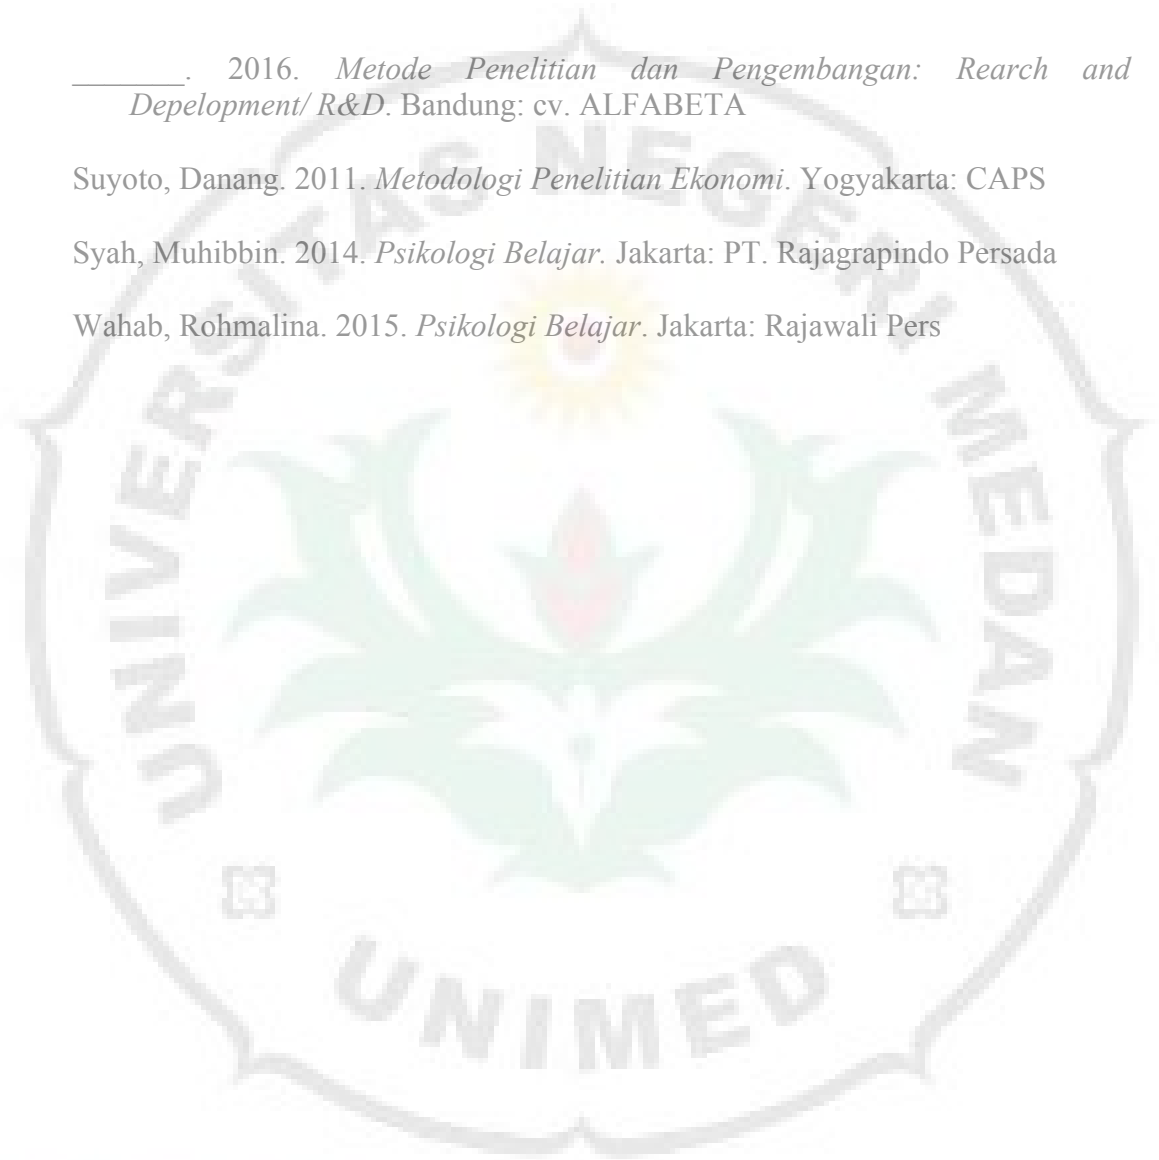 _______. 2016. Metode Penelitian dan Pengembangan: Rearch and
Depelopment/ R&D. Bandung: cv. ALFABETA
Suyoto, Danang. 2011. Metodologi Penelitian Ekonomi. Yogyakarta: CAPS
Syah, Muhibbin. 2014. Psikologi Belajar. Jakarta: PT. Rajagrapindo Persada
Wahab, Rohmalina. 2015. Psikologi Belajar. Jakarta: Rajawali Pers
UNIVERSITAS NEGERI MEDAN
UNIMED